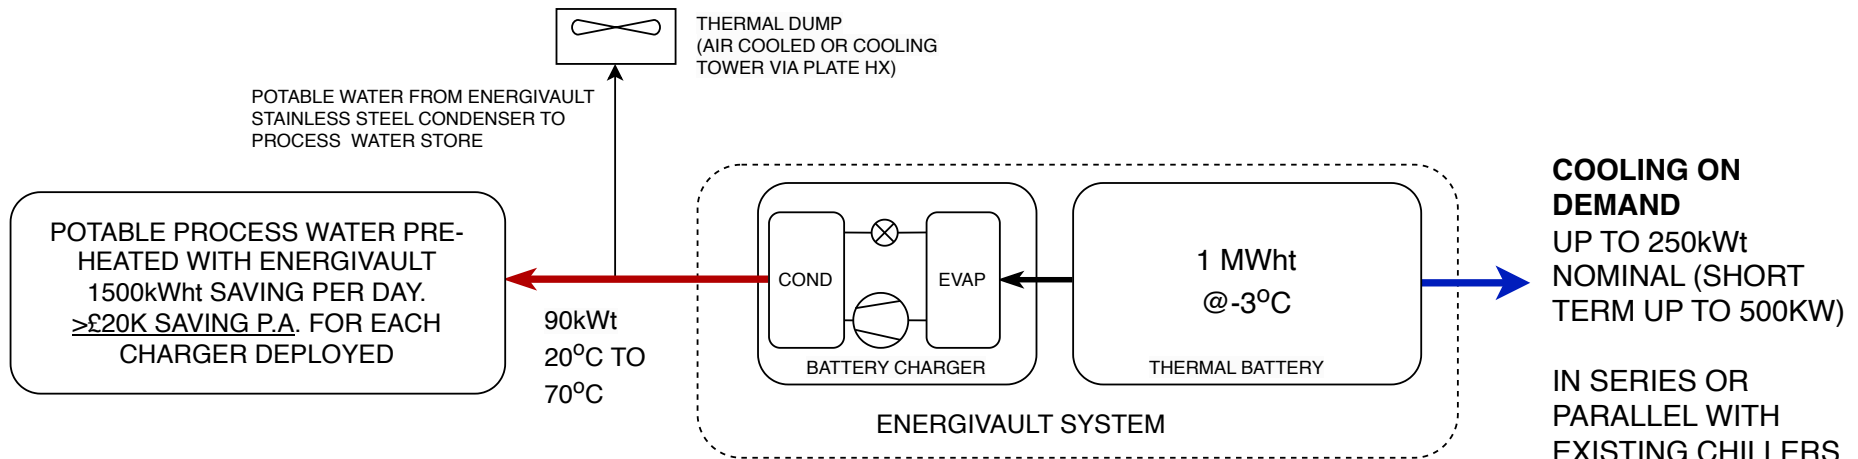 THERMAL DUMP
(AIR COOLED OR COOLING
TOWER VIA PLATE HX)
POTABLE WATER FROM ENERGIVAULT
STAINLESS STEEL CONDENSER TO
PROCESS WATER STORE
POTABLE PROCESS WATER PRE-
HEATED WITH ENERGIVAULT
1500kWht SAVING PER DAY.
>£20K SAVING P.A. FOR EACH
CHARGER DEPLOYED
90kWt
20°C TO
70°C
COND
EVAP
BATTERY CHARGER
1 MWht
@-3°C
THERMAL BATTERY
ENERGIVAULT SYSTEM
COOLING ON
DEMAND
UP TO 250kWt
NOMINAL (SHORT
TERM UP TO 500KW)
IN SERIES OR
PARALLEL WITH
EXISTING CHILLERS